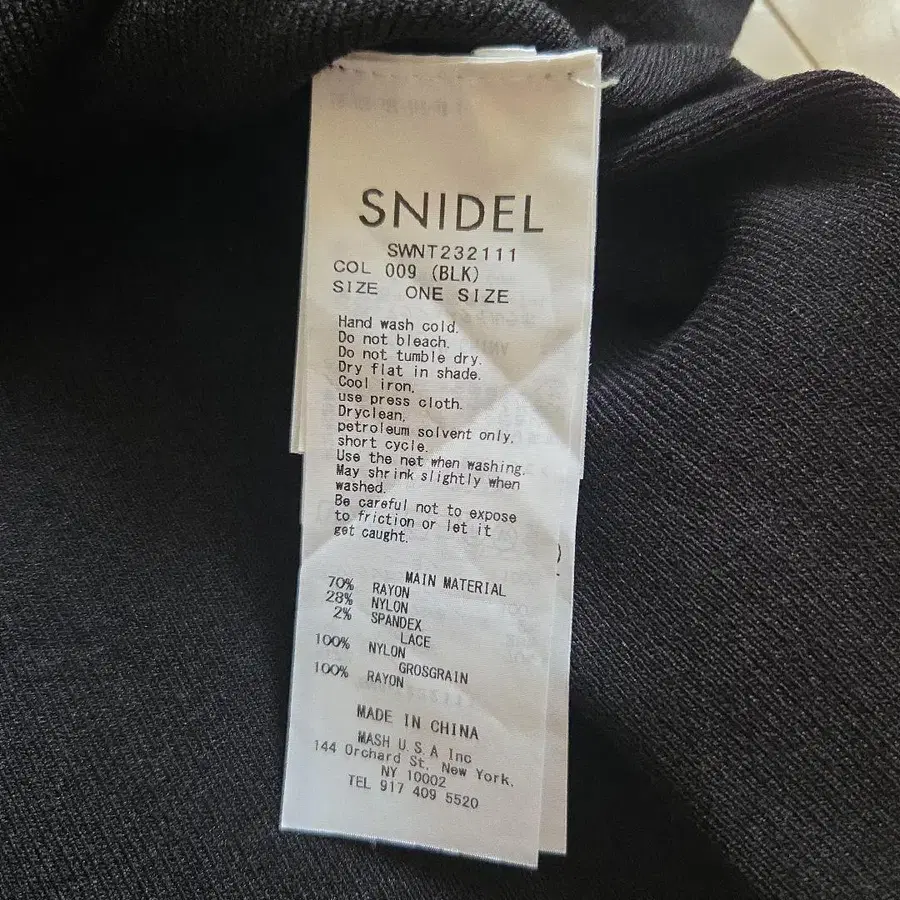 SNIDEL
SWNT232111
COL 009 (BLK)
SIZE ONE SIZE
Hand wash cold.
Do not bleach.
Do not tumble dry.
Dry flat in shade.
Cool iron.
use press cloth.
Dryclean,
petroleum solvent only.
short cycle.
Use the net when washing.
May shrink slightly when
washed.
Be careful not to expose
to friction or let it
get caught.
MAIN MATERIAL
70% RAYON
28% NYLON
2% SPANDEX
LACE
100% NYLON
GROSGRAIN
100% RAYON
MADE IN CHINA
MASH U.S.A Inc
144 Orchard St. New York,
NY 10002
TEL 917 409 5520